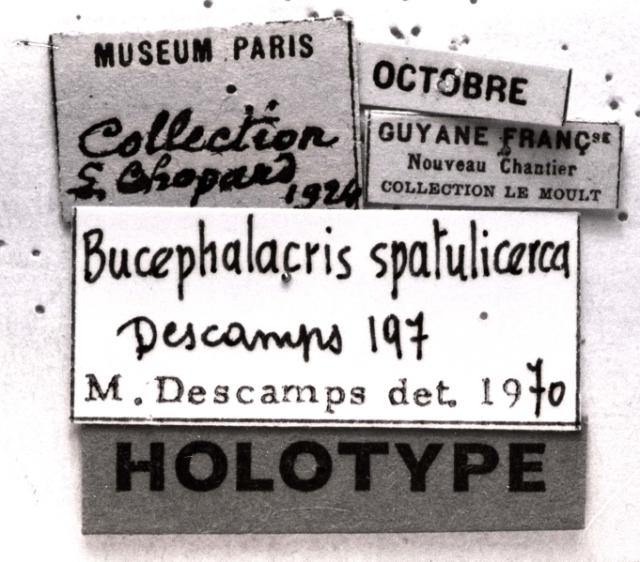 MUSEUM PARIS
Collection
L. Chopard
1924
OCTOBRE
GUYANE FRANÇSE
Nouveau Chantier
COLLECTION LE MOULT
Bucephalacris spatulicerca
Descamps 197
M. Descamps det. 1970
HOLOTYPE